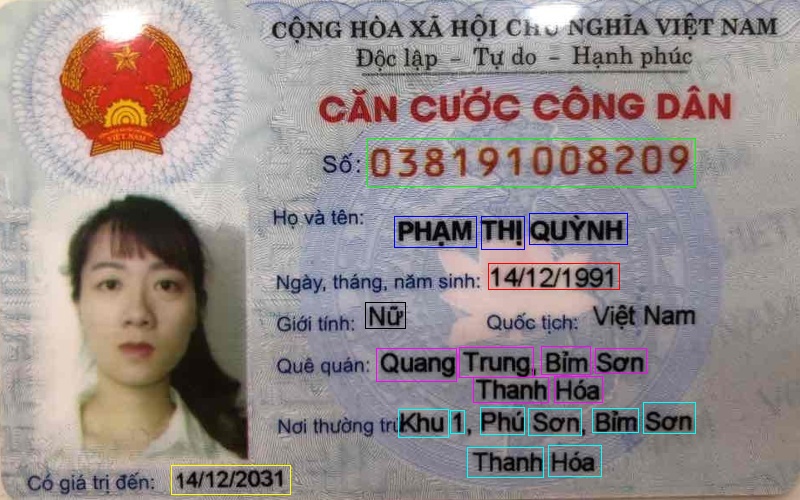 CỘNG HÒA XÃ HỘI CHỦ NGHĨA VIỆT NAM
Độc lập - Tự do - Hạnh phúc
CĂN CƯỚC CÔNG DÂN
VIỆT NAM
Số: 038191008209
Họ và tên: PHẠM THỊ QUỲNH
Ngày, tháng, năm sinh: 14/12/1991
Giới tính: Nữ Quốc tịch: Việt Nam
Quê quán: Quang Trung, Bỉm Sơn
Thanh Hóa
Nơi thường trú: Khu 1, Phú Sơn, Bỉm Sơn
Thanh Hóa
Có giá trị đến: 14/12/2031